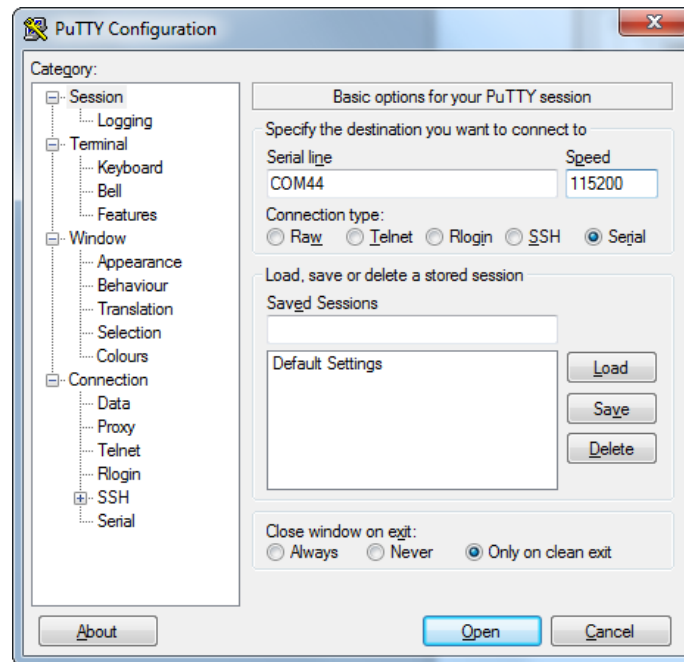 PuTTY Configuration
Category:
Session
Logging
Terminal
Keyboard
Bell
Features
Window
Appearance
Behaviour
Translation
Selection
Colours
Connection
Data
Proxy
Telnet
Rlogin
SSH
Serial
Basic options for your PuTTY session
Specify the destination you want to connect to
Serial line Speed
COM44 115200
Connection type:
Raw Telnet Rlogin SSH Serial
Load, save or delete a stored session
Saved Sessions
Default Settings
Load
Save
Delete
Close window on exit:
Always Never Only on clean exit
About Open Cancel